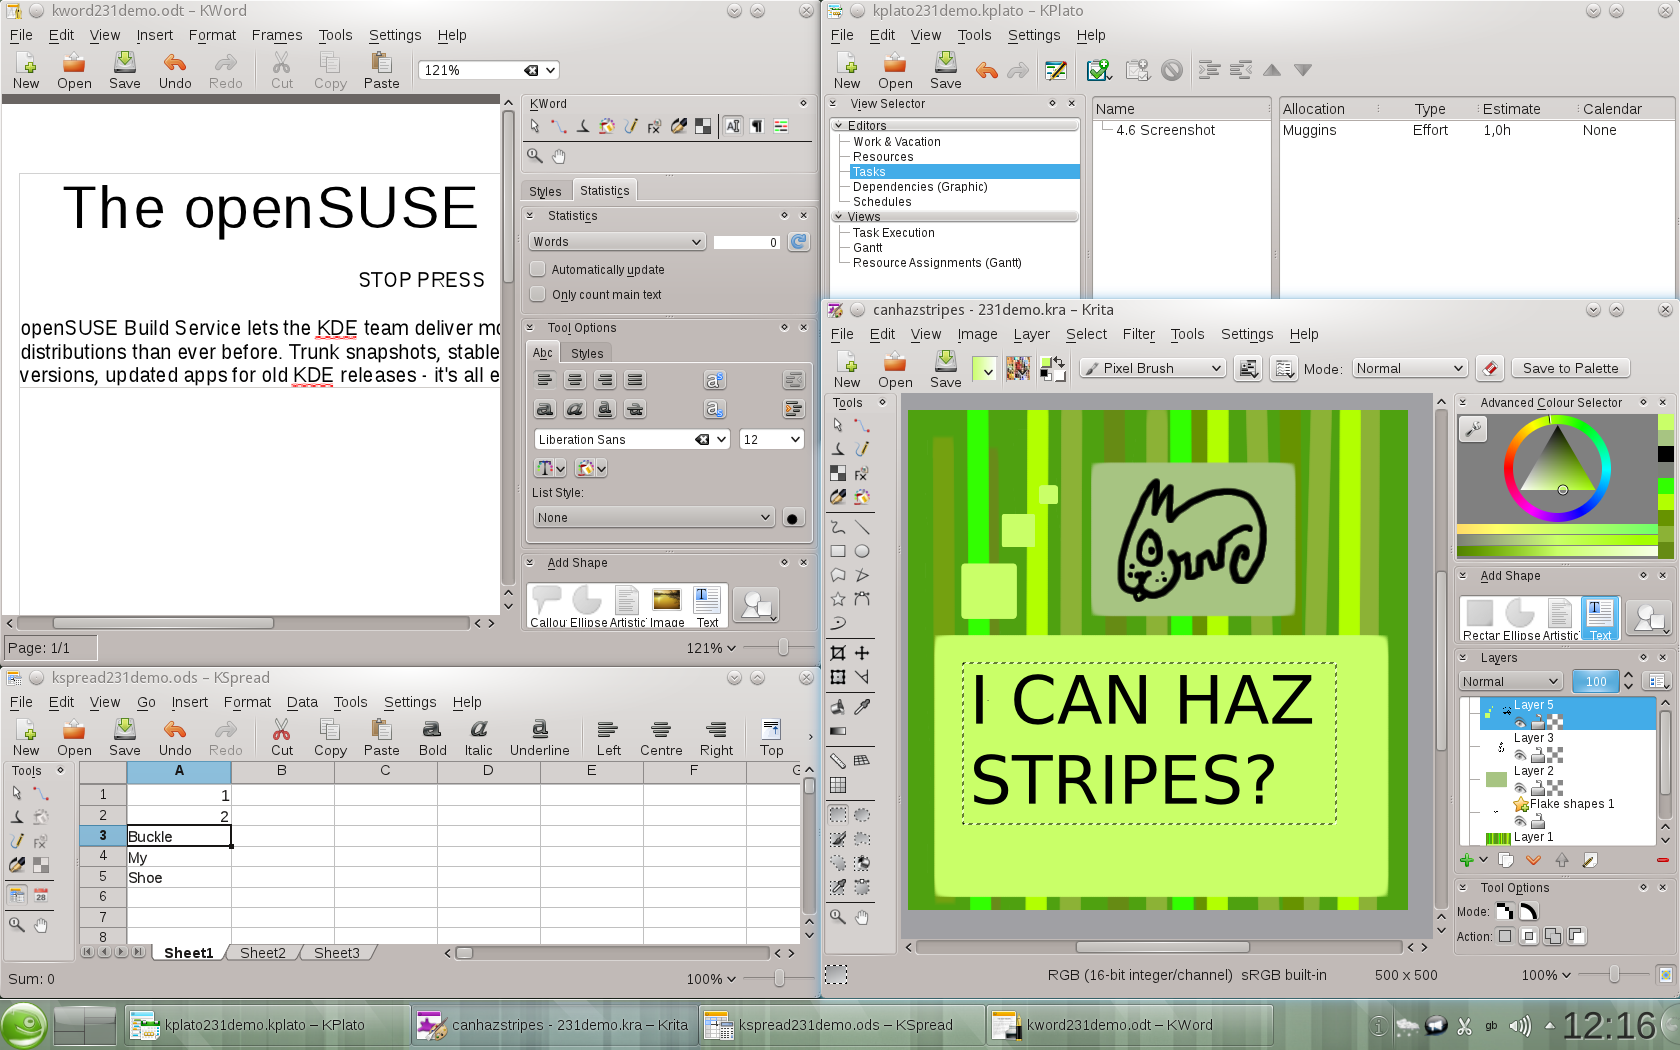 kword231demo.odt – KWord
File Edit View Insert Format Frames Tools Settings Help
New Open Save Undo Redo Cut Copy Paste 121%
The openSUSE
STOP PRESS
openSUSE Build Service lets the KDE team deliver mo
distributions than ever before. Trunk snapshots, stable
versions, updated apps for old KDE releases - it's all e
Page: 1/1
121%
KWord
Styles Statistics
Statistics
Words 0
Automatically update
Only count main text
Tool Options
Abc Styles
Liberation Sans 12
List Style:
None
Add Shape
Callou Ellipse Artistic Image Text
kplato231demo.kplato – KPlato
File Edit View Tools Settings Help
New Open Save
View Selector
Editors
Work & Vacation
Resources
Tasks
Dependencies (Graphic)
Schedules
Views
Task Execution
Gantt
Resource Assignments (Gantt)
Name
4.6 Screenshot
Allocation Type Estimate Calendar
Muggins Effort 1,0h None
kspread231demo.ods – KSpread
File Edit View Go Insert Format Data Tools Settings Help
New Open Save Undo Redo Cut Copy Paste Bold Italic Underline Left Centre Right Top
Tools
A B C D E F G
1 1
2 2
3 Buckle
4 My
5 Shoe
6
7
8
Sheet1 Sheet2 Sheet3
Sum: 0
100%
canhazstripes - 231demo.kra – Krita
File Edit View Image Layer Select Filter Tools Settings Help
New Open Save Pixel Brush Mode: Normal Save to Palette
Tools
I CAN HAZ
STRIPES?
Advanced Colour Selector
Add Shape
Rectar Ellipse Artistic Text
Layers
Normal 100
Layer 5
Layer 3
Layer 2
Flake shapes 1
Layer 1
Tool Options
Mode:
Action:
RGB (16-bit integer/channel) sRGB built-in 500 x 500 100%
kplato231demo.kplato – KPlato
canhazstripes - 231demo.kra – Krita
kspread231demo.ods – KSpread
kword231demo.odt – KWord
gb
12:16